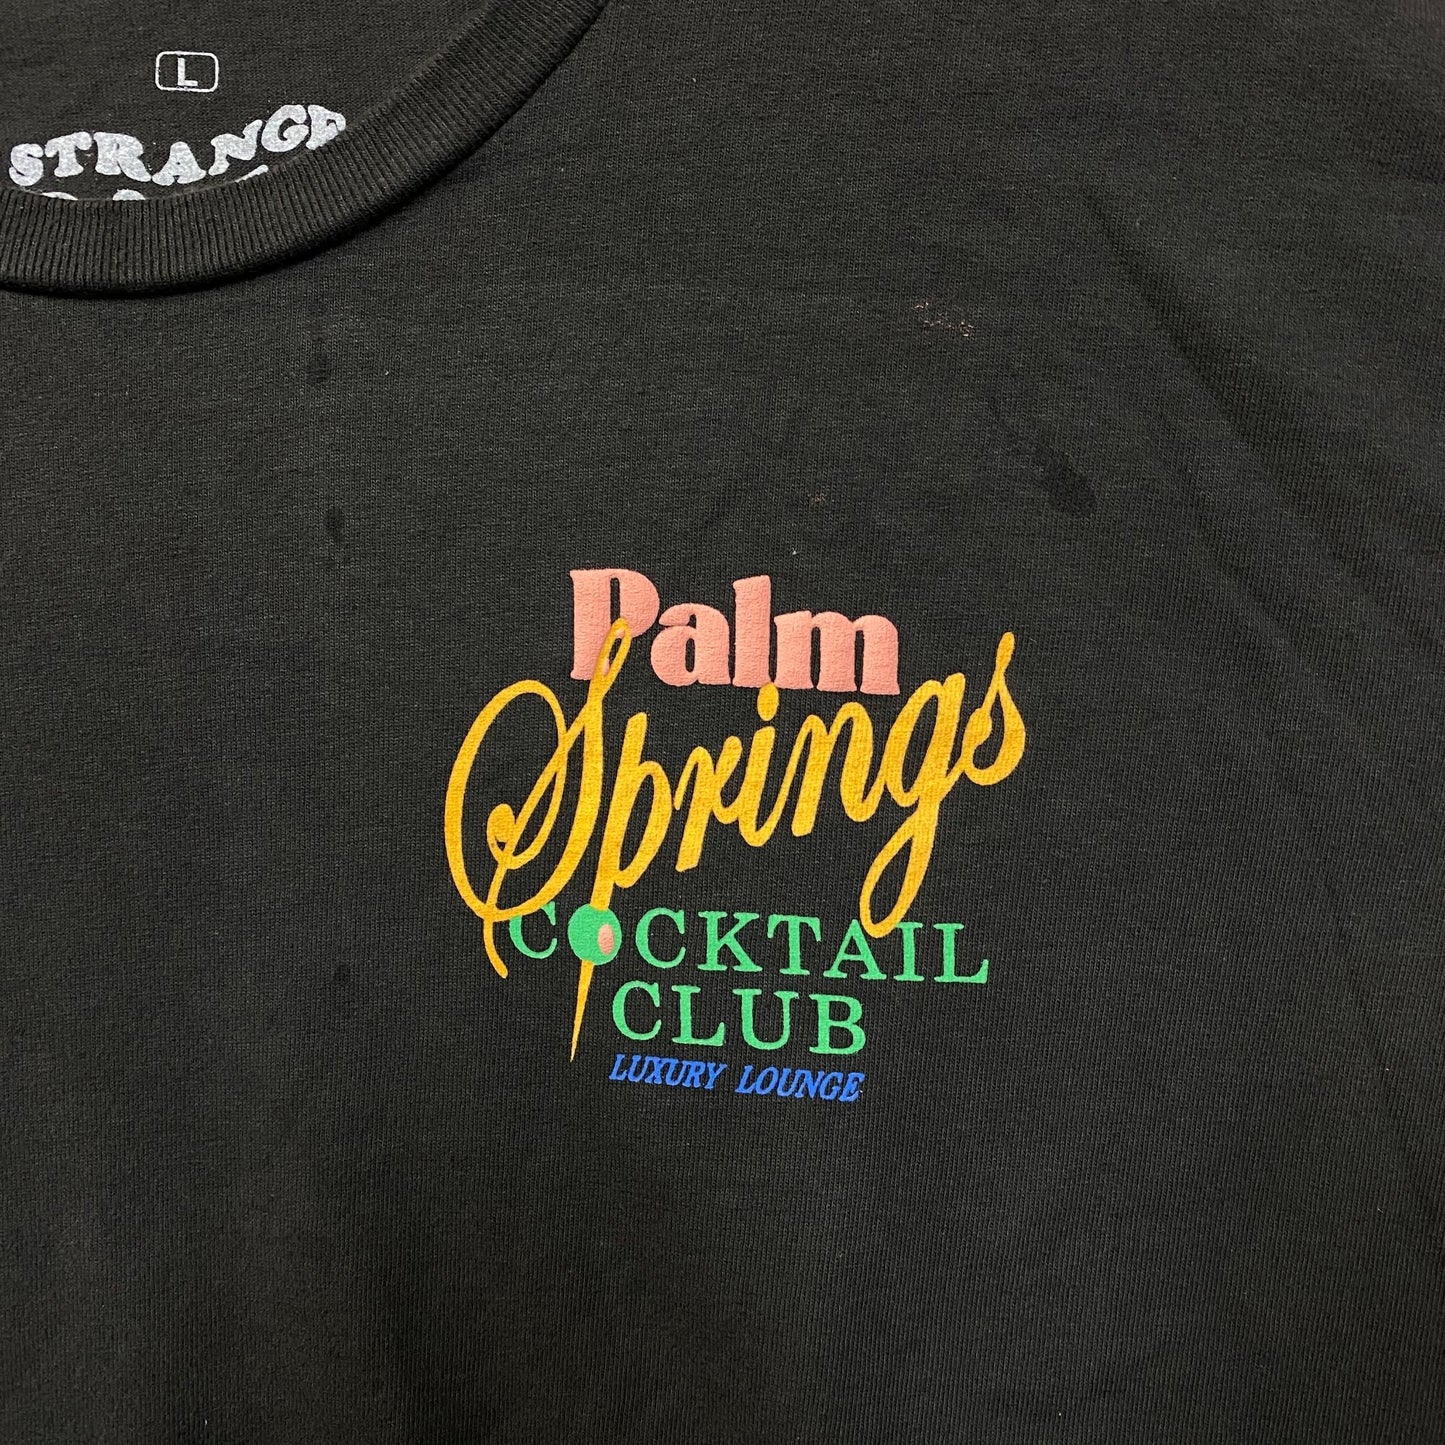 L
STRANGE
Palm
Springs
COCKTAIL
CLUB
LUXURY LOUNGE